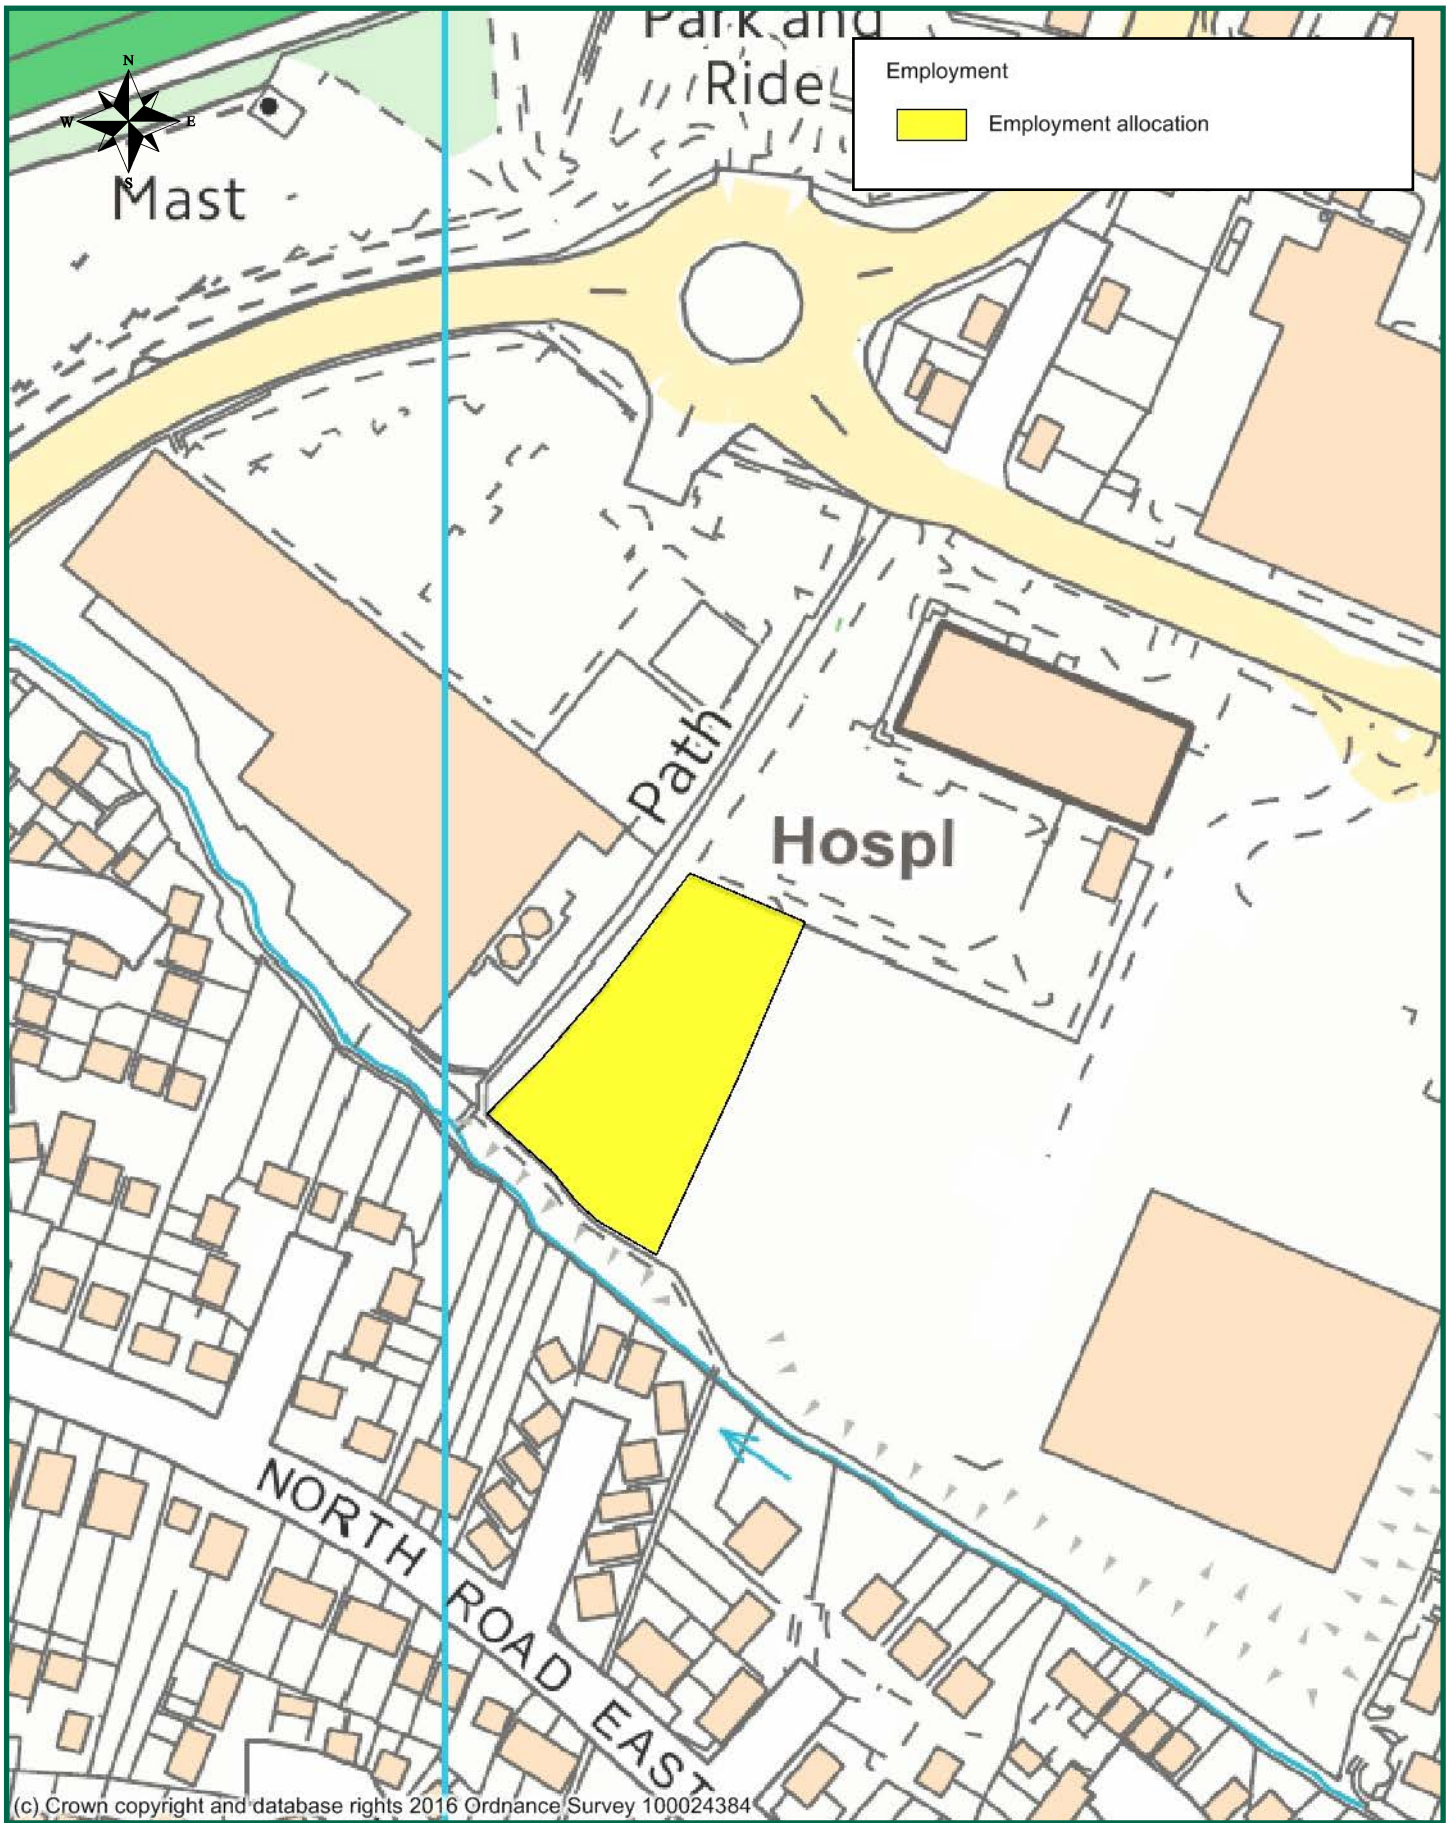 Park and
Ride
Employment
Employment allocation
N
W
E
S
Mast
Path
Hospl
NORTH ROAD EAST
(c) Crown copyright and database rights 2016 Ordnance Survey 100024384